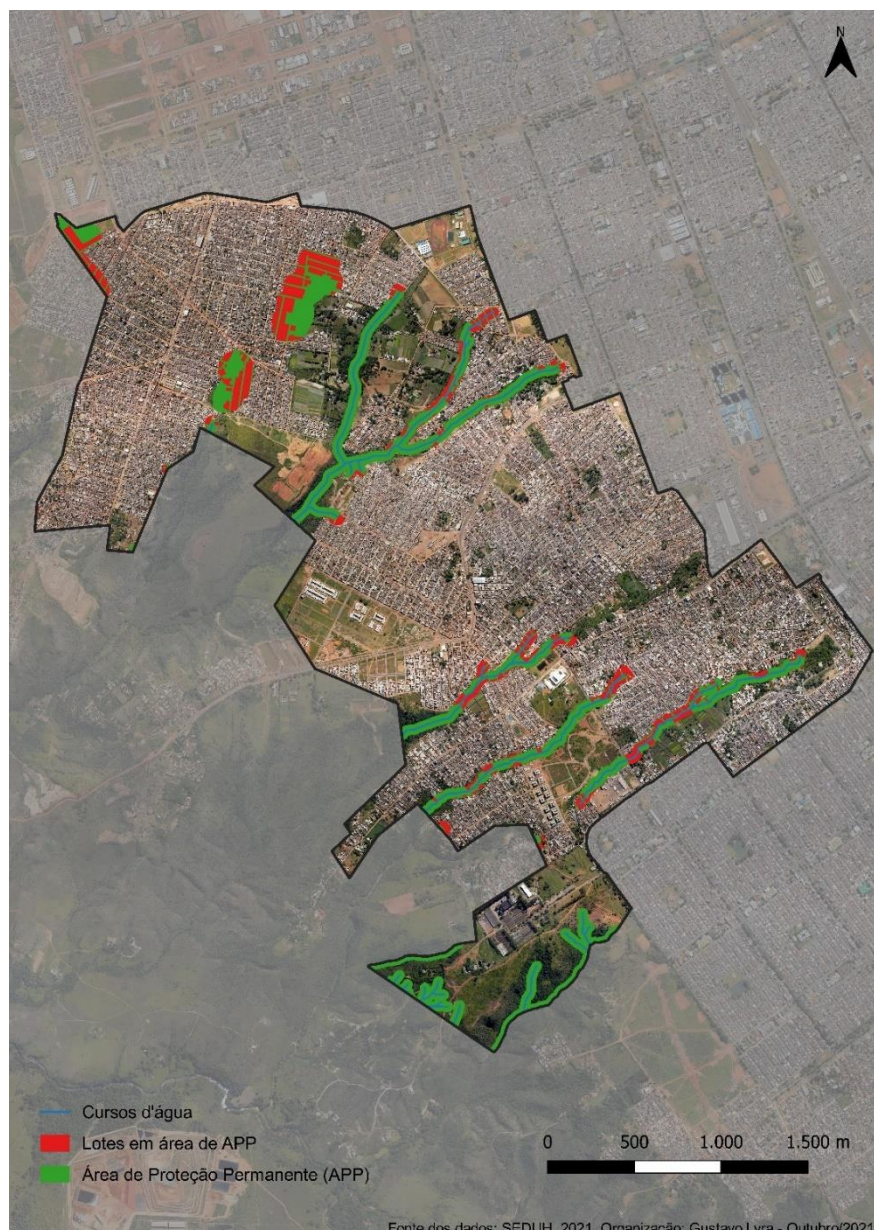 N
Cursos d'água
Lotes em área de APP
Área de Proteção Permanente (APP)
0 500 1.000 1.500 m
Fonte dos dados: SEDUH, 2021. Organização: Gustavo Lyra - Outubro/2021